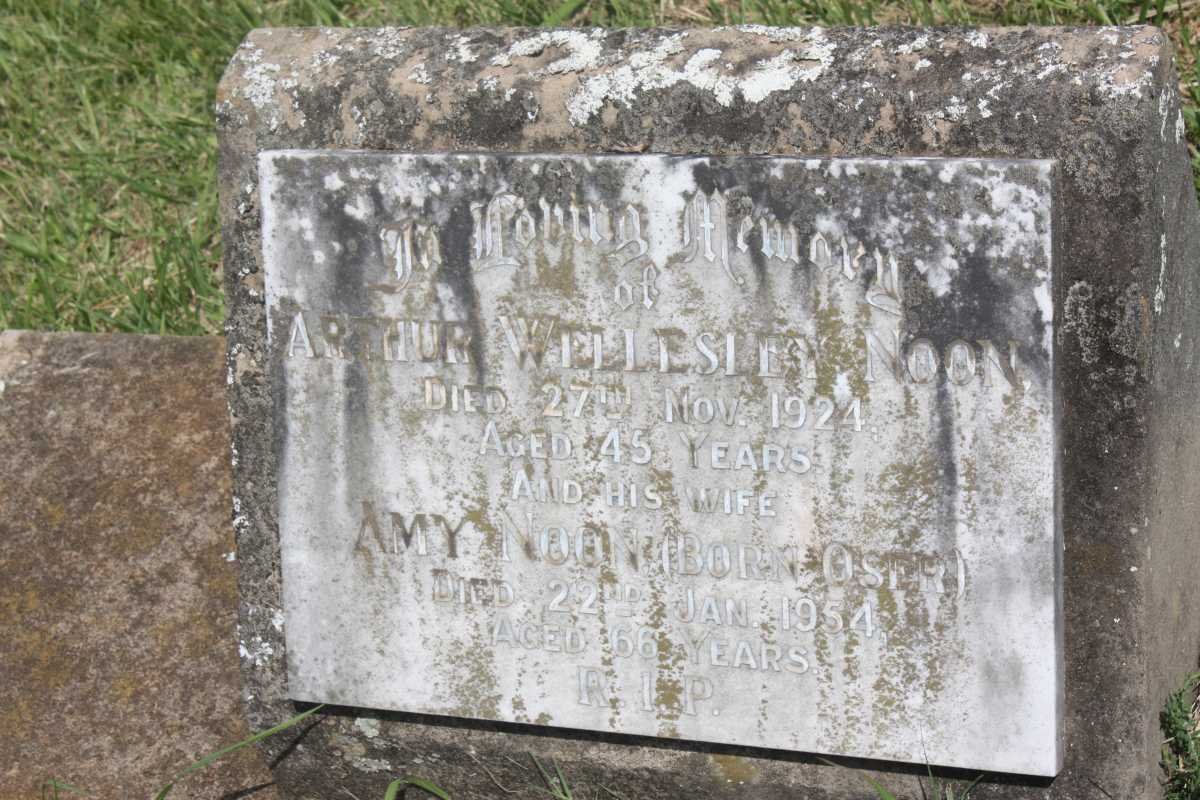 In Loving Memory
of
ARTHUR WELLESLEY NOON,
DIED 27TH NOV. 1924,
AGED 45 YEARS
AND HIS WIFE
AMY NOON (BORN OSTR)
DIED 22ND JAN. 1954,
AGED 66 YEARS.
R.I.P.